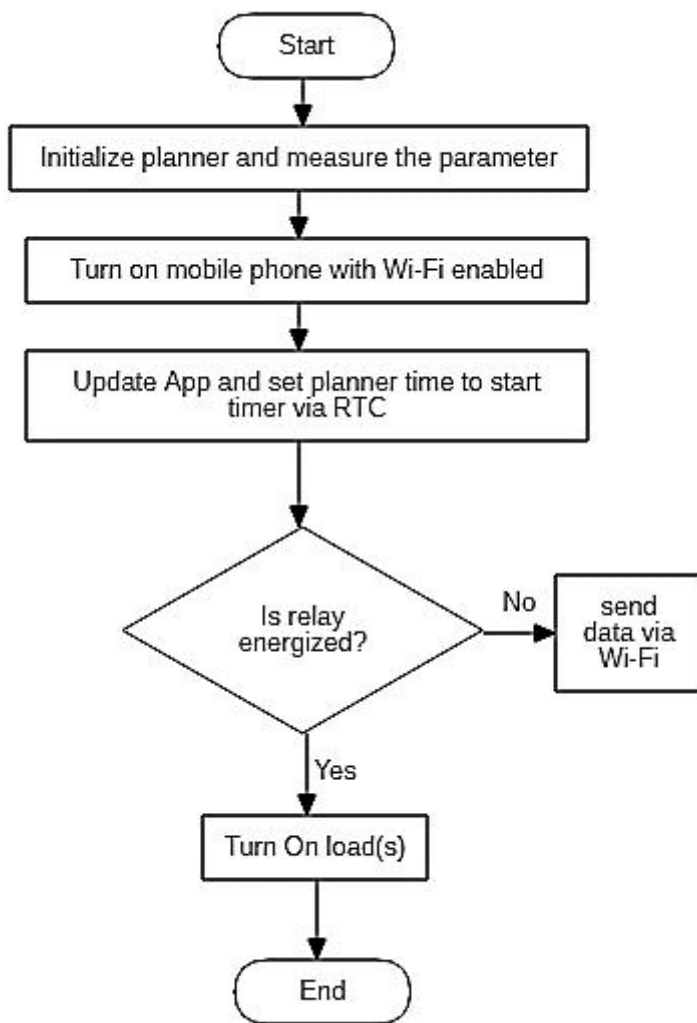 Start
Initialize planner and measure the parameter
Turn on mobile phone with Wi-Fi enabled
Update App and set planner time to start
timer via RTC
Is relay
energized?
No
send
data via
Wi-Fi
Yes
Turn On load(s)
End